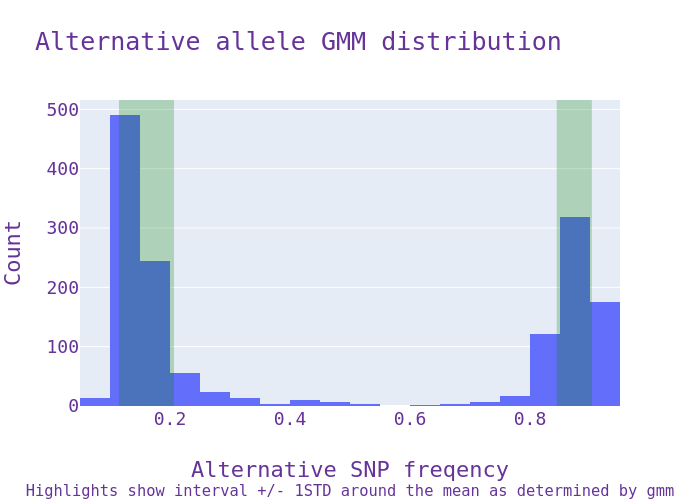 Alternative allele GMM distribution
500
400
300
200
100
0
Count
0.2 0.4 0.6 0.8
Alternative SNP freqency
Highlights show interval +/- 1STD around the mean as determined by gmm